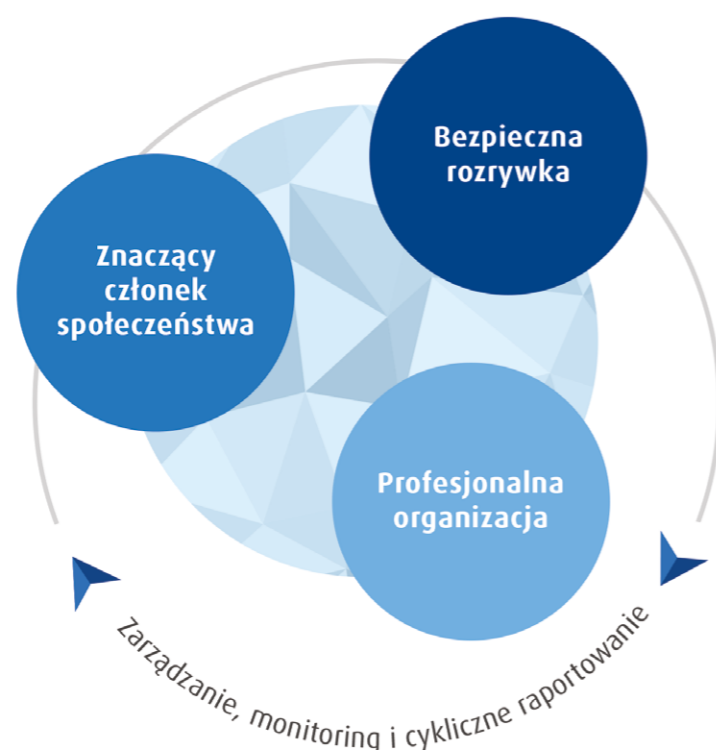 Bezpieczna
rozrywka
Znaczący
członek
społeczeństwa
Profesjonalna
organizacja
Zarządzanie, monitoring i cykliczne raportowanie